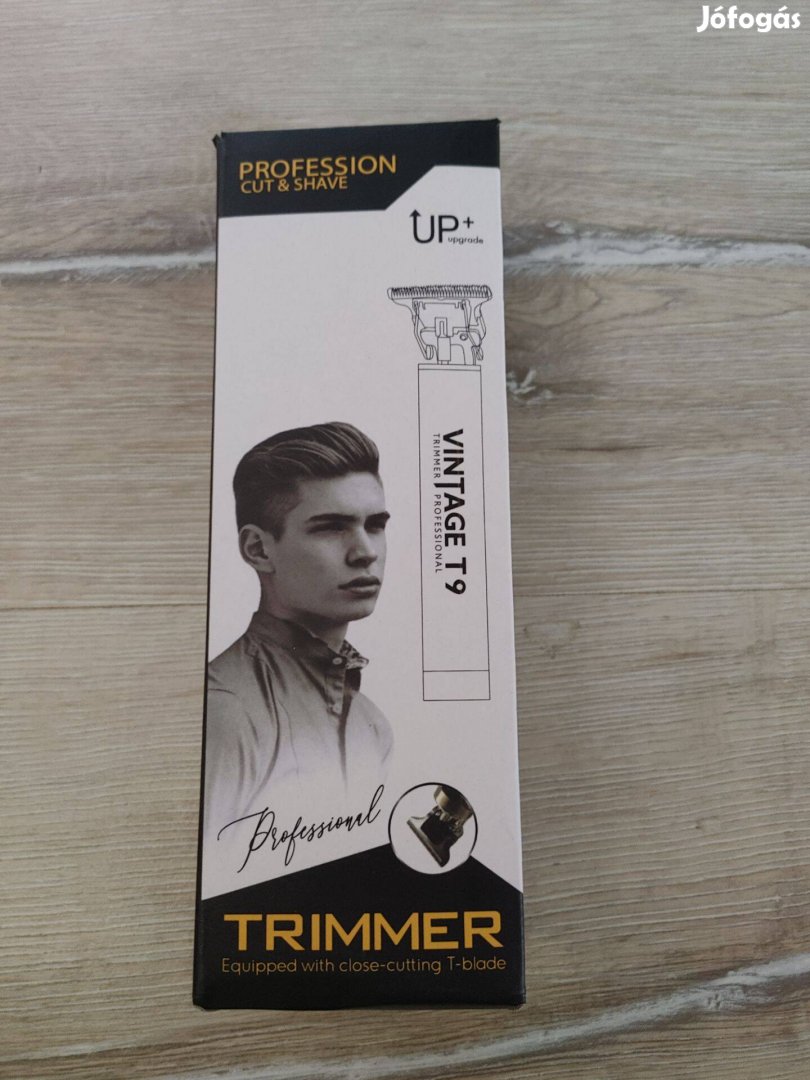 Jófogás
PROFESSION
CUT & SHAVE
UP+
upgrade
VINTAGE T9
TRIMMER PROFESSIONAL
Professional
TRIMMER
Equipped with close-cutting T-blade